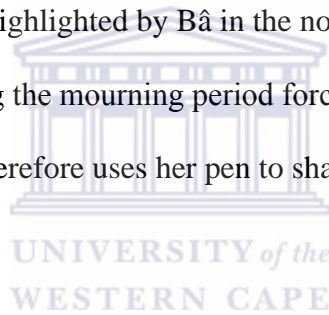 ighlighted by Bâ in the no
g the mourning period forc
erefore uses her pen to sha
UNIVERSITY of the
WESTERN CAPE